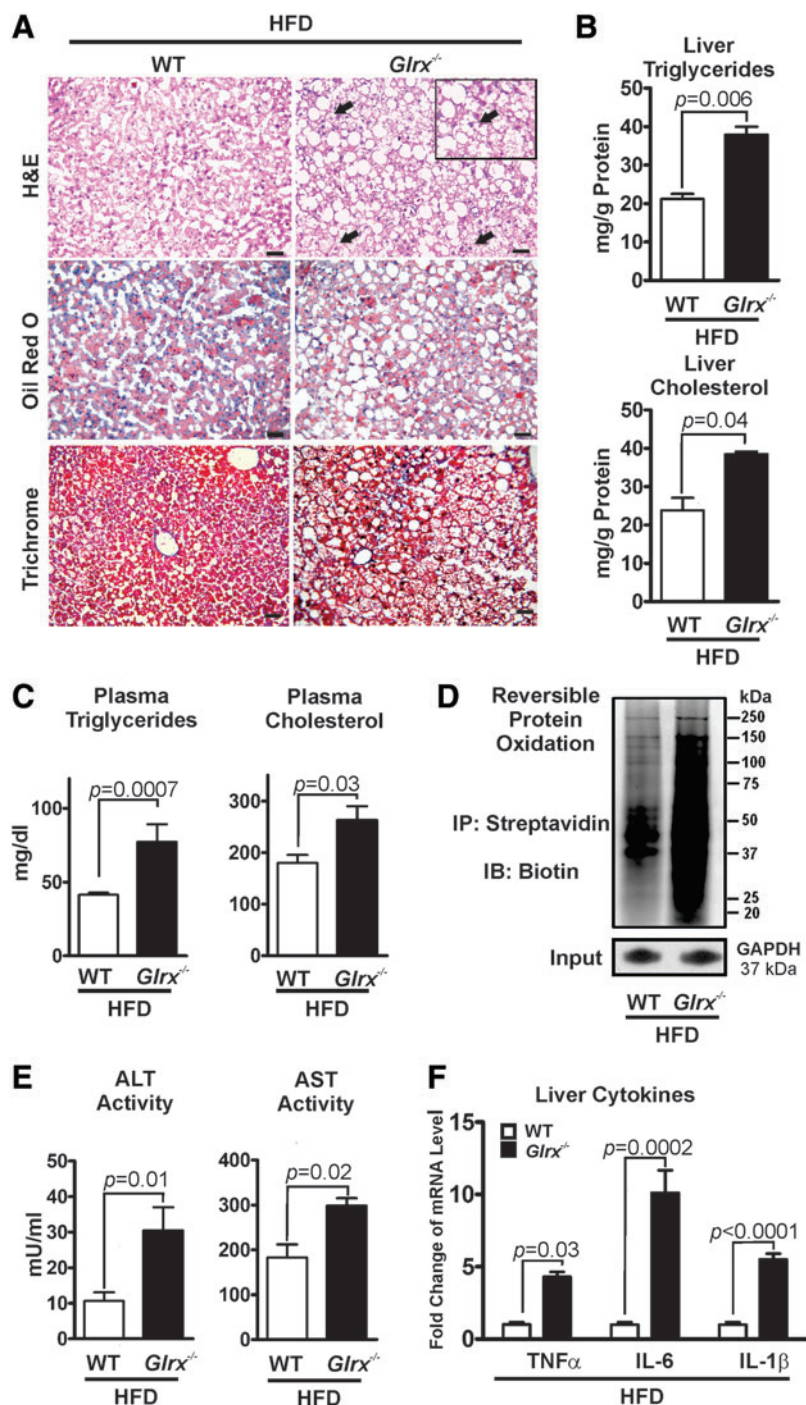 A
HFD
WT
Glrx-/-
H&E
Oil Red O
Trichrome
B
Liver
Triglycerides
p=0.006
mg/g Protein
50
40
30
20
10
0
WT Glrx-/-
HFD
Liver
Cholesterol
p=0.04
mg/g Protein
50
40
30
20
10
0
WT Glrx-/-
HFD
C
Plasma
Triglycerides
p=0.0007
mg/dl
100
50
0
WT Glrx-/-
HFD
Plasma
Cholesterol
p=0.03
300
200
100
0
WT Glrx-/-
HFD
D
Reversible
Protein
Oxidation
IP: Streptavidin
IB: Biotin
kDa
250
150
100
75
50
37
25
20
Input
GAPDH
37 kDa
WT Glrx-/-
HFD
E
ALT
Activity
p=0.01
mU/ml
50
40
30
20
10
0
WT Glrx-/-
HFD
AST
Activity
p=0.02
400
300
200
100
0
WT Glrx-/-
HFD
F
Liver Cytokines
WT
Glrx-/-
Fold Change of mRNA Level
15
10
5
0
p=0.03
p=0.0002
p<0.0001
TNFα IL-6 IL-1β
HFD